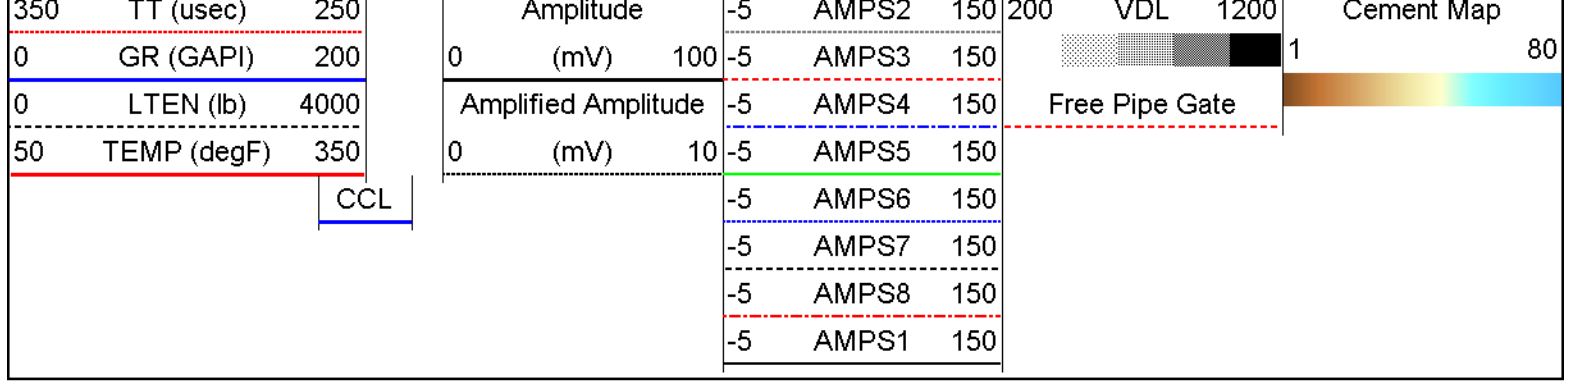 350 TT (usec) 250
0 GR (GAPI) 200
0 LTEN (lb) 4000
50 TEMP (degF) 350
CCL
Amplitude
0 (mV) 100
Amplified Amplitude
0 (mV) 10
-5 AMPS2 150
-5 AMPS3 150
-5 AMPS4 150
-5 AMPS5 150
-5 AMPS6 150
-5 AMPS7 150
-5 AMPS8 150
-5 AMPS1 150
200 VDL 1200
Free Pipe Gate
Cement Map
1 80